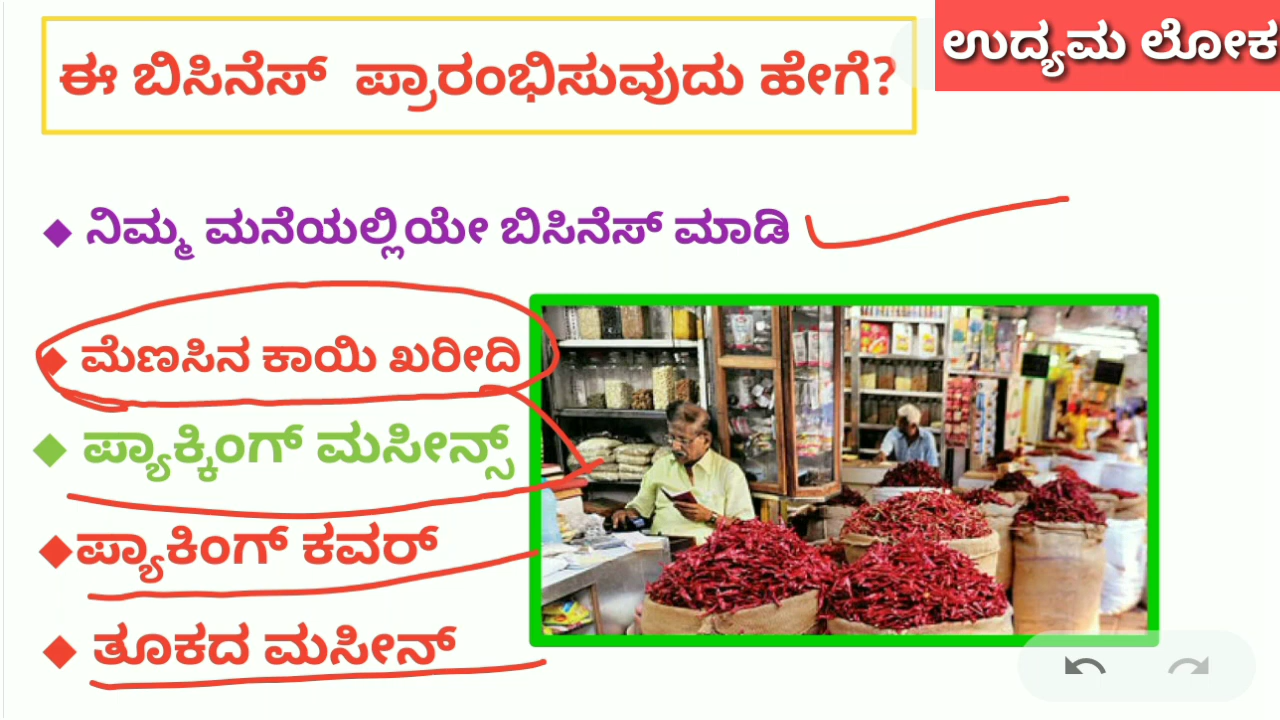 ಉದ್ಯಮ ಲೋಕ
ಈ ಬಿಸಿನೆಸ್ ಪ್ರಾರಂಭಿಸುವುದು ಹೇಗೆ?
ನಿಮ್ಮ ಮನೆಯಲ್ಲಿಯೇ ಬಿಸಿನೆಸ್ ಮಾಡಿ
ಮೆಣಸಿನ ಕಾಯಿ ಖರೀದಿ
ಪ್ಯಾಕ್ಕಿಂಗ್ ಮಸೀನ್ಸ್
ಪ್ಯಾಕಿಂಗ್ ಕವರ್
ತೂಕದ ಮಸೀನ್